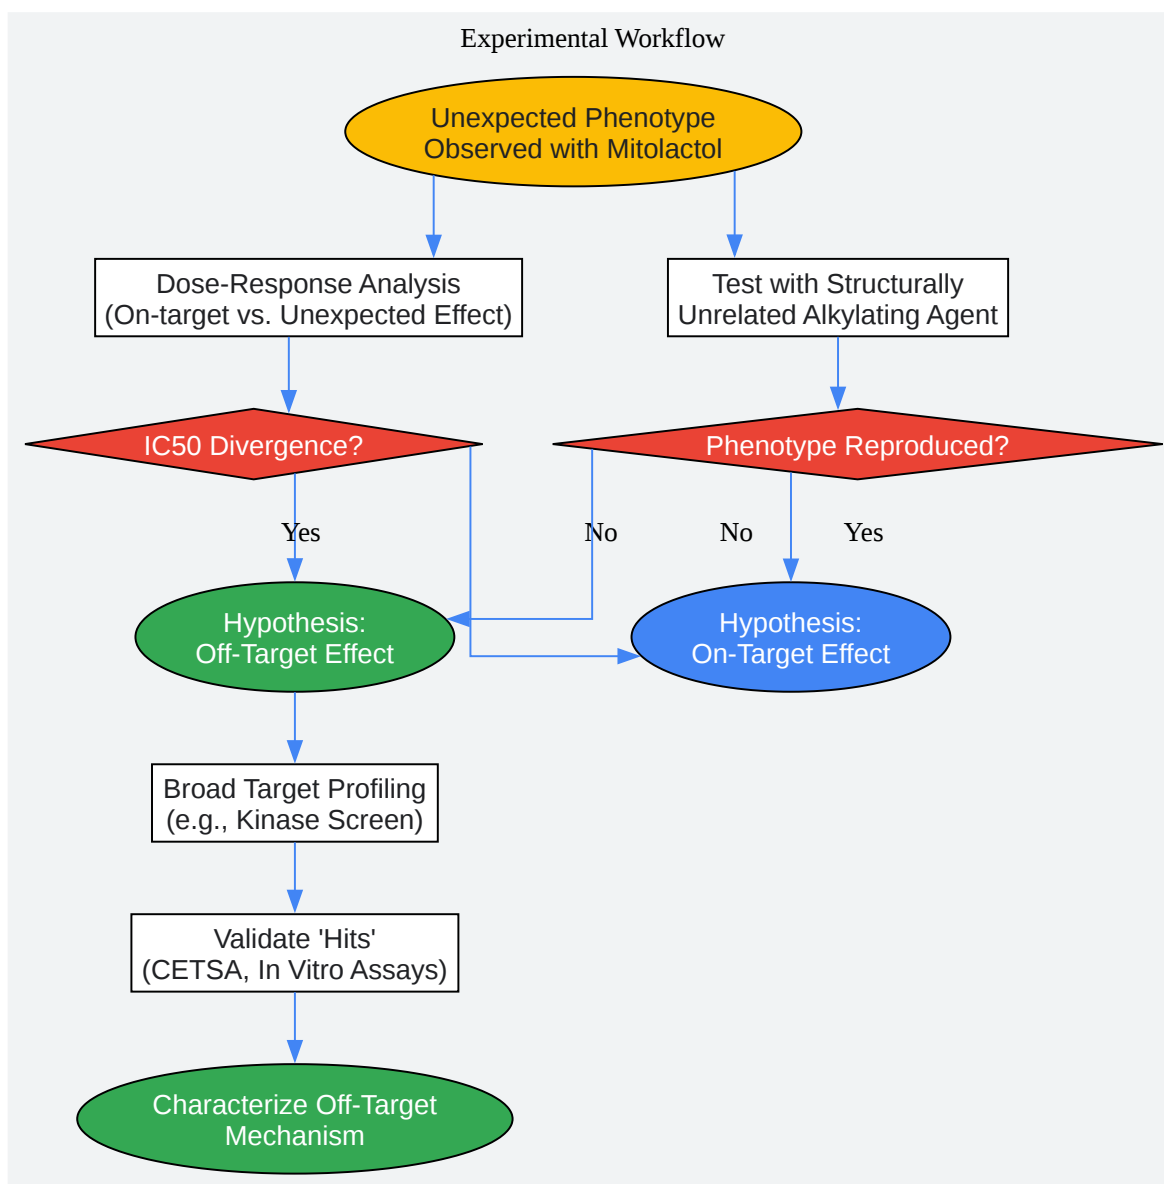 Experimental Workflow
Unexpected Phenotype
Observed with Mitolactol
Dose-Response Analysis
(On-target vs. Unexpected Effect)
Test with Structurally
Unrelated Alkylating Agent
IC50 Divergence?
Phenotype Reproduced?
Yes
No
No
Yes
Hypothesis:
Off-Target Effect
Hypothesis:
On-Target Effect
Broad Target Profiling
(e.g., Kinase Screen)
Validate 'Hits'
(CETSA, In Vitro Assays)
Characterize Off-Target
Mechanism